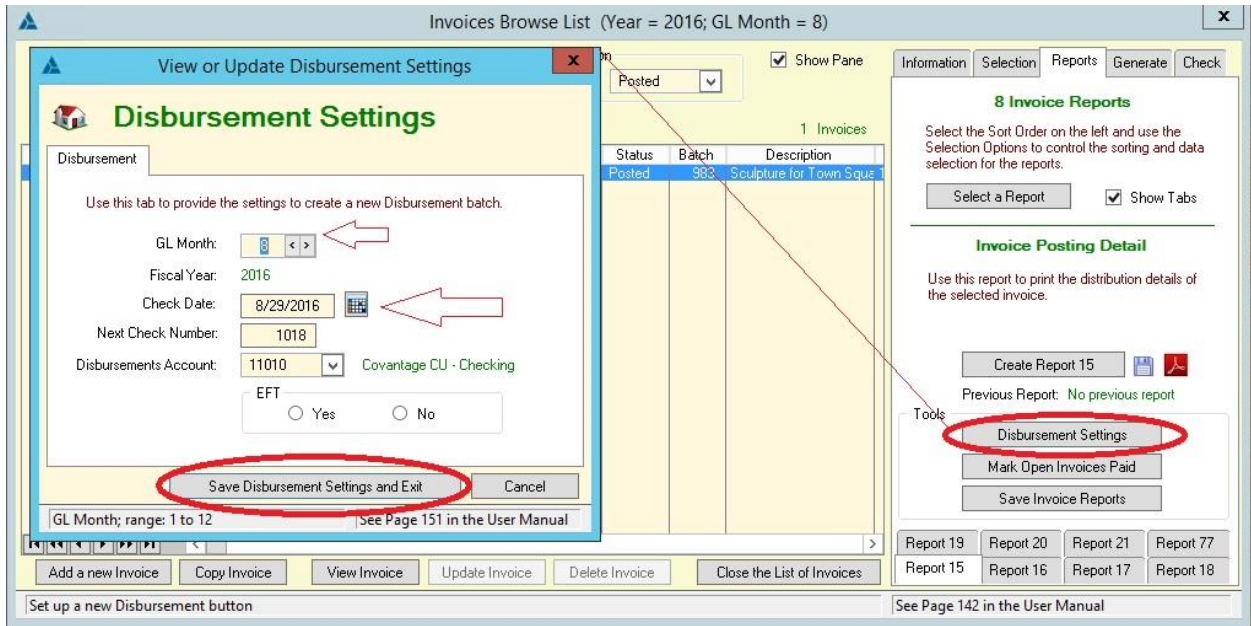 Invoices Browse List (Year = 2016; GL Month = 8)
x
View or Update Disbursement Settings
x
Disbursement Settings
Disbursement
Use this tab to provide the settings to create a new Disbursement batch.
GL Month: 8 < >
Fiscal Year: 2016
Check Date: 8/29/2016
Next Check Number: 1018
Disbursements Account: 11010 Covantage CU - Checking
EFT
Yes No
Save Disbursement Settings and Exit Cancel
GL Month; range: 1 to 12 See Page 151 in the User Manual
Posted
Show Pane
1 Invoices
Status Batch Description
Posted 983 Sculpture for Town Squa 1
Add a new Invoice Copy Invoice View Invoice Update Invoice Delete Invoice Close the List of Invoices
Set up a new Disbursement button
Information Selection Reports Generate Check
8 Invoice Reports
Select the Sort Order on the left and use the
Selection Options to control the sorting and data
selection for the reports.
Select a Report Show Tabs
Invoice Posting Detail
Use this report to print the distribution details of
the selected invoice.
Create Report 15
Previous Report: No previous report
Tools
Disbursement Settings
Mark Open Invoices Paid
Save Invoice Reports
Report 19 Report 20 Report 21 Report 77
Report 15 Report 16 Report 17 Report 18
See Page 142 in the User Manual